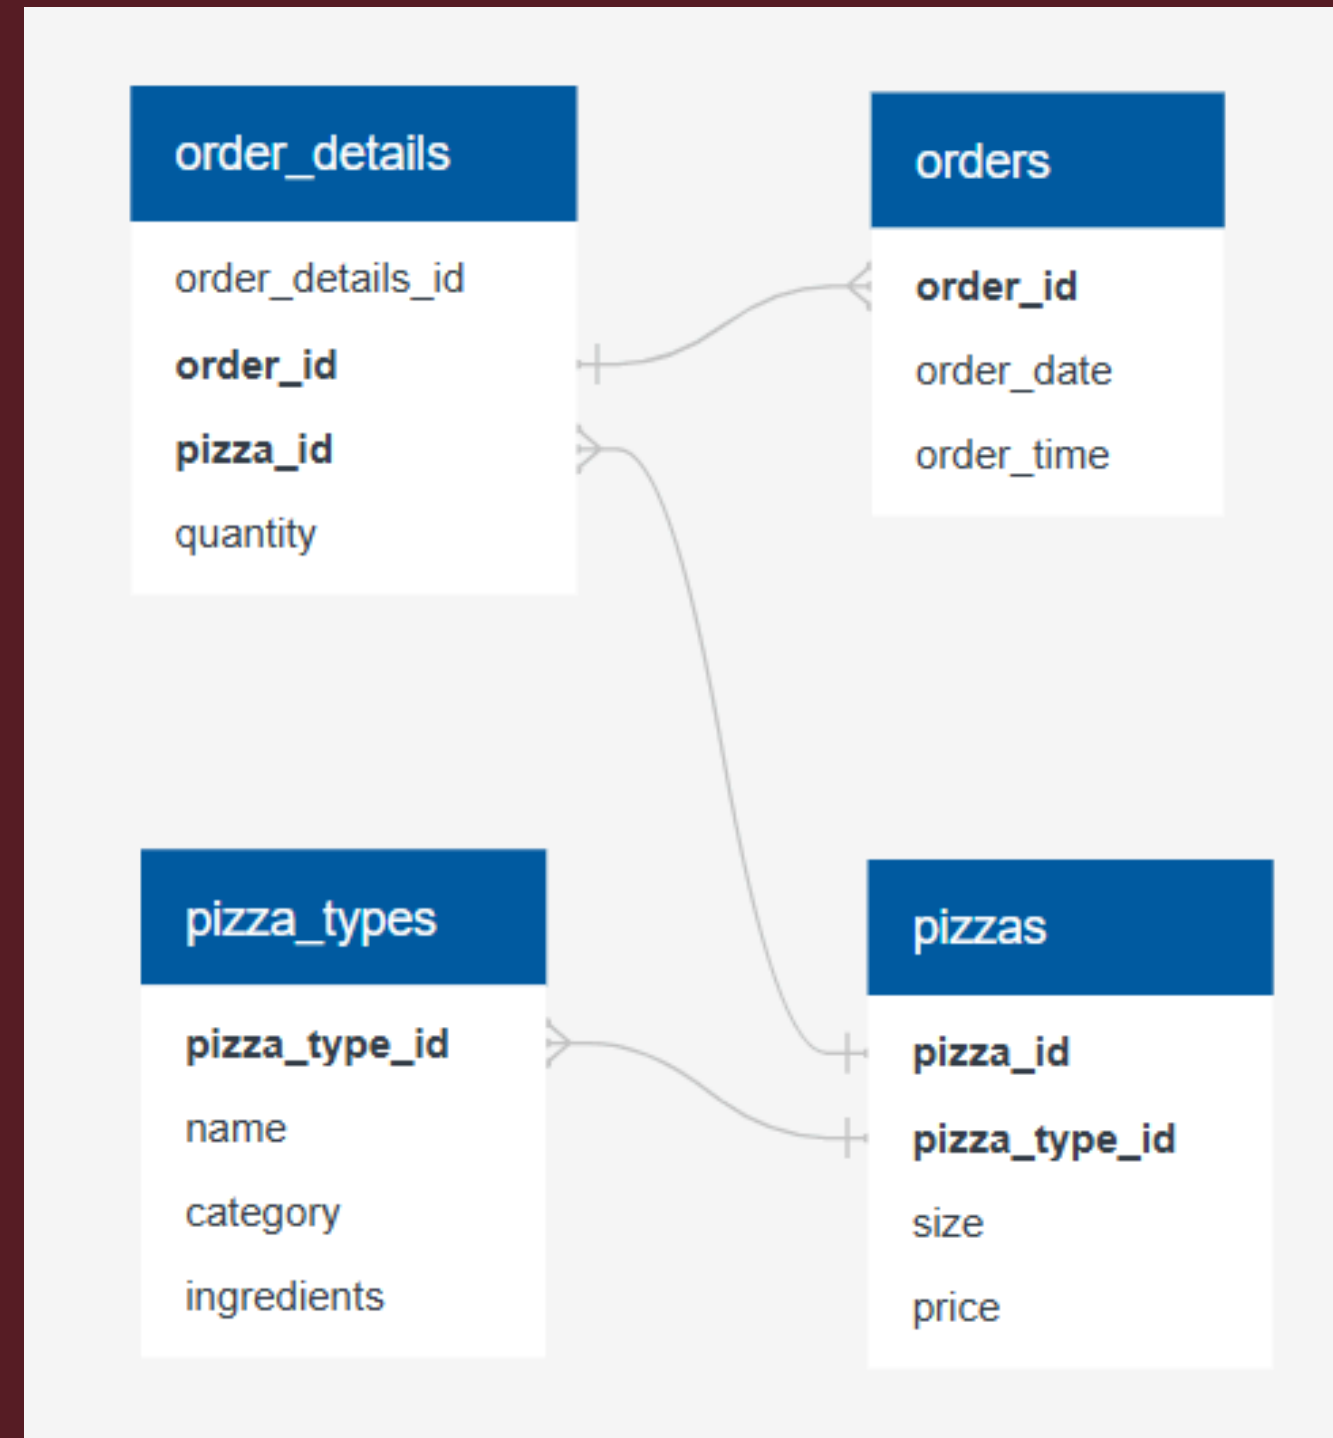 order_details
order_details_id
order_id
pizza_id
quantity
orders
order_id
order_date
order_time
pizza_types
pizza_type_id
name
category
ingredients
pizzas
pizza_id
pizza_type_id
size
price